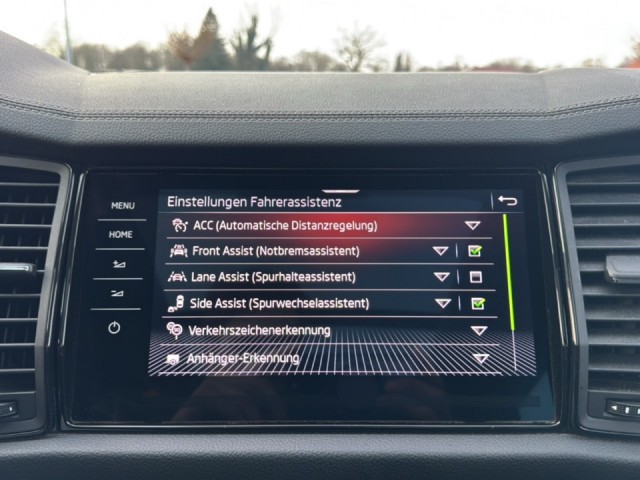 Einstellungen Fahrerassistenz
MENU
ACC (Automatische Distanzregelung)
HOME
Front Assist (Notbremsassistent)
Lane Assist (Spurhalteassistent)
Side Assist (Spurwechselassistent)
Verkehrszeichenerkennung
Anhänger-Erkennung